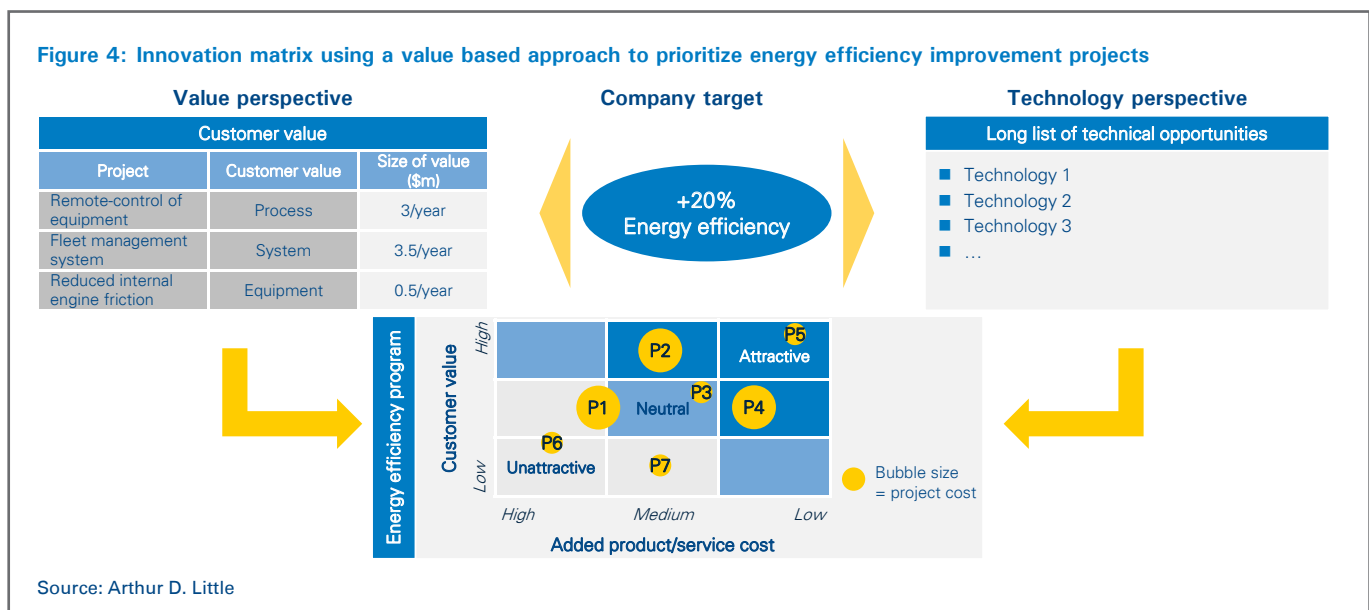 Figure 4: Innovation matrix using a value based approach to prioritize energy efficiency improvement projects
Value perspective
Customer value
Project
Customer value
Size of value
($m)
Remote-control of
equipment
Process
3/year
Fleet management
system
System
3.5/year
Reduced internal
engine friction
Equipment
0.5/year
Company target
+20%
Energy efficiency
Technology perspective
Long list of technical opportunities
Technology 1
Technology 2
Technology 3
…
Energy efficiency program
Customer value
High
Low
P2
P5
Attractive
P1
Neutral
P3
P4
P6
Unattractive
P7
High
Medium
Low
Added product/service cost
Bubble size
= project cost
Source: Arthur D. Little